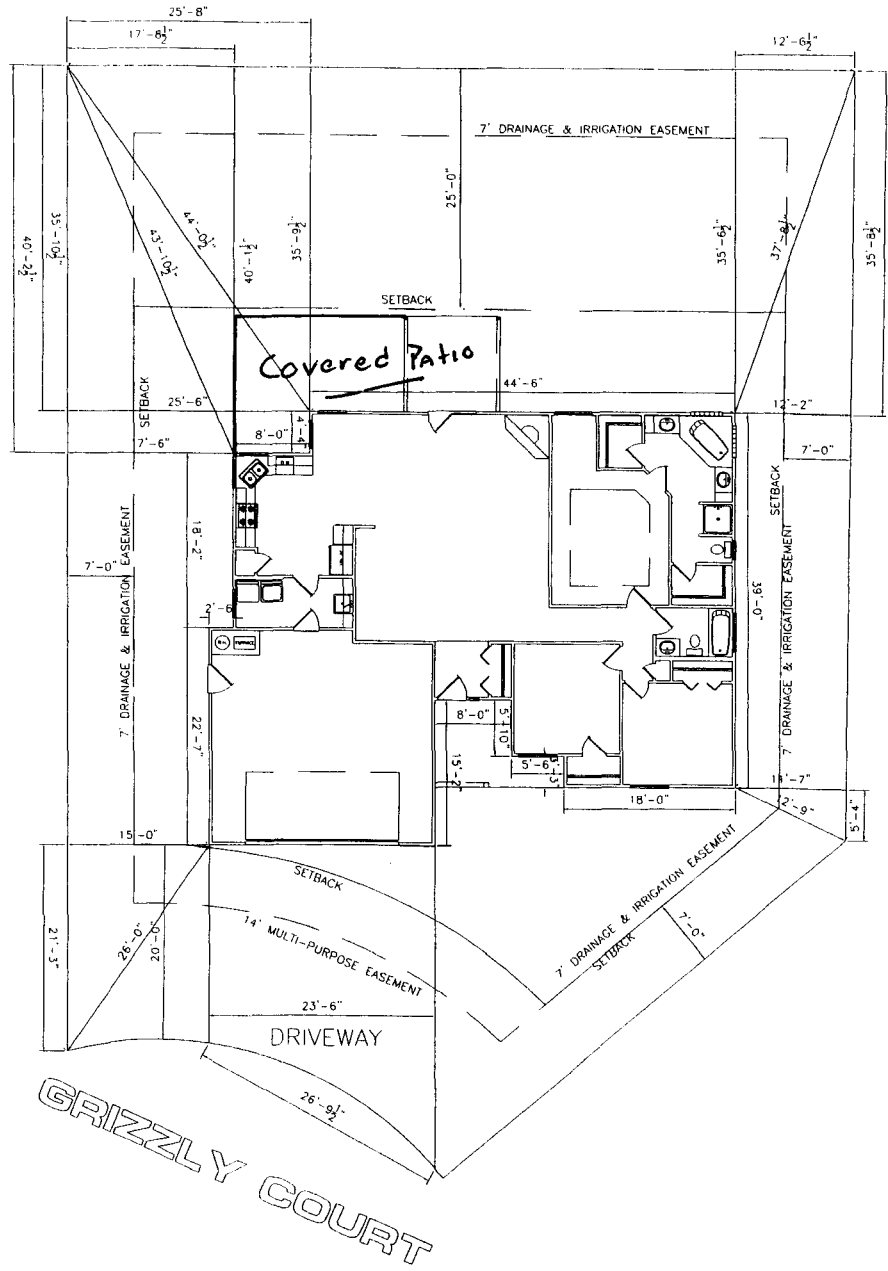 25'-8"
17'-8½"
12'-6½"
7' DRAINAGE & IRRIGATION EASEMENT
25'-0"
40'-2½"
35'-10½"
44'-0½"
43'-10½"
40'-1½"
35'-9½"
35'-6½"
37'-8½"
35'-8½"
SETBACK
Covered Patio
44'-6"
SETBACK
25'-6"
12'-2"
4'-4"
8'-0"
7'-6"
7'-0"
SETBACK
18'-2"
7'-0"
2'-6"
39'-0"
7' DRAINAGE & IRRIGATION EASEMENT
7' DRAINAGE & IRRIGATION EASEMENT
FURNACE
22'-7"
8'-0"
5'-10"
15'-2"
5'-6"
18'-0"
12'-9"
5'-4"
15'-0"
SETBACK
14' MULTI-PURPOSE EASEMENT
7' DRAINAGE & IRRIGATION EASEMENT
SETBACK
7'-0"
21'-3"
26'-0"
20'-0"
23'-6"
DRIVEWAY
26'-9½"
GRIZZLY COURT